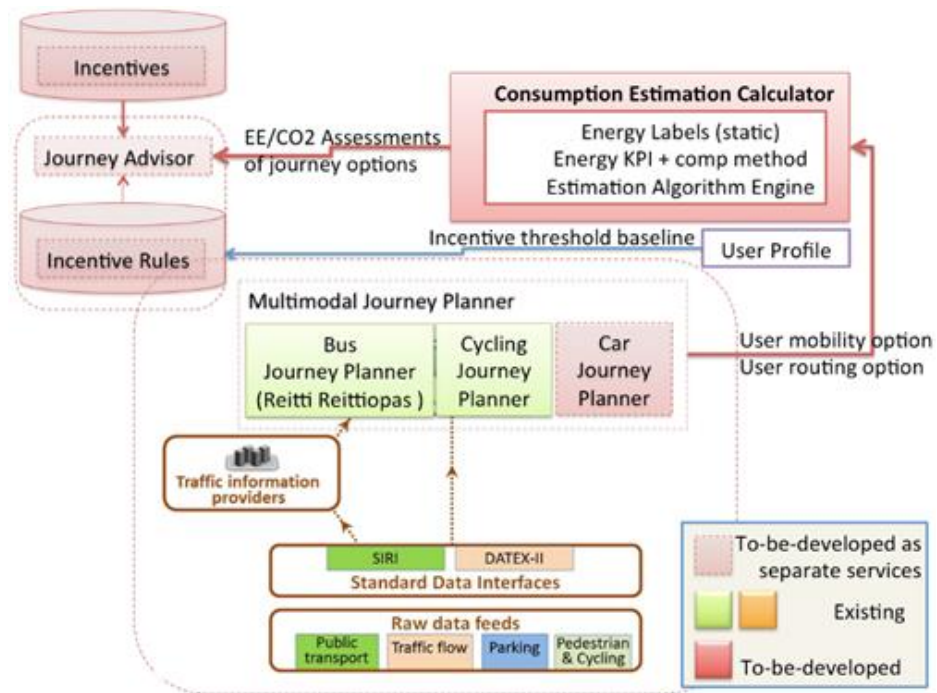 Incentives
Journey Advisor
Incentive Rules
EE/CO2 Assessments
of journey options
Consumption Estimation Calculator
Energy Labels (static)
Energy KPI + comp method
Estimation Algorithm Engine
Incentive threshold baseline
User Profile
Multimodal Journey Planner
Bus
Journey Planner
(Reitti Reittiopas )
Cycling
Journey
Planner
Car
Journey
Planner
User mobility option
User routing option
Traffic information
providers
SIRI
DATEX-II
Standard Data Interfaces
Raw data feeds
Public
transport
Traffic flow
Parking
Pedestrian
& Cycling
To-be-developed as
separate services
Existing
To-be-developed